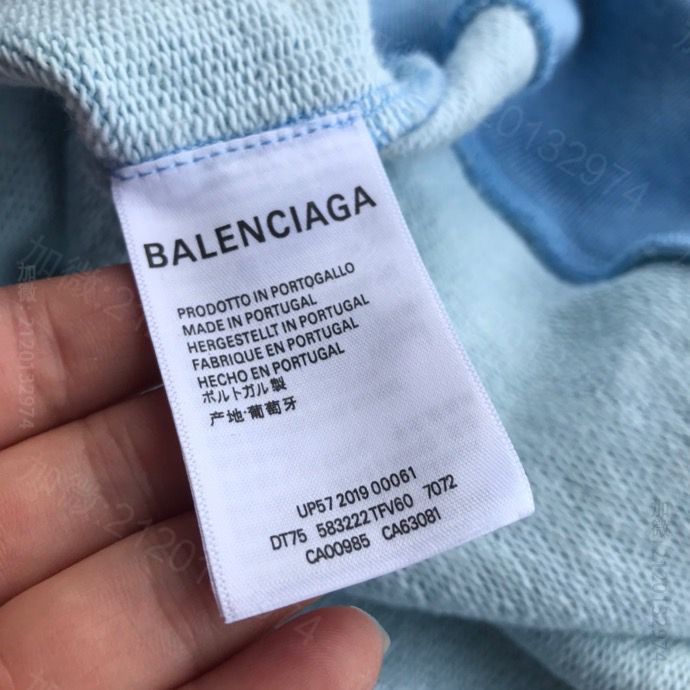 BALENCIAGA
PRODOTTO IN PORTOGALLO
MADE IN PORTUGAL
HERGESTELLT IN PORTUGAL
FABRIQUE EN PORTUGAL
HECHO EN PORTUGAL
ポルトガル製
产地:葡萄牙
UP57 2019 00061
DT75 583222TFV60 7072
CA00985 CA63081